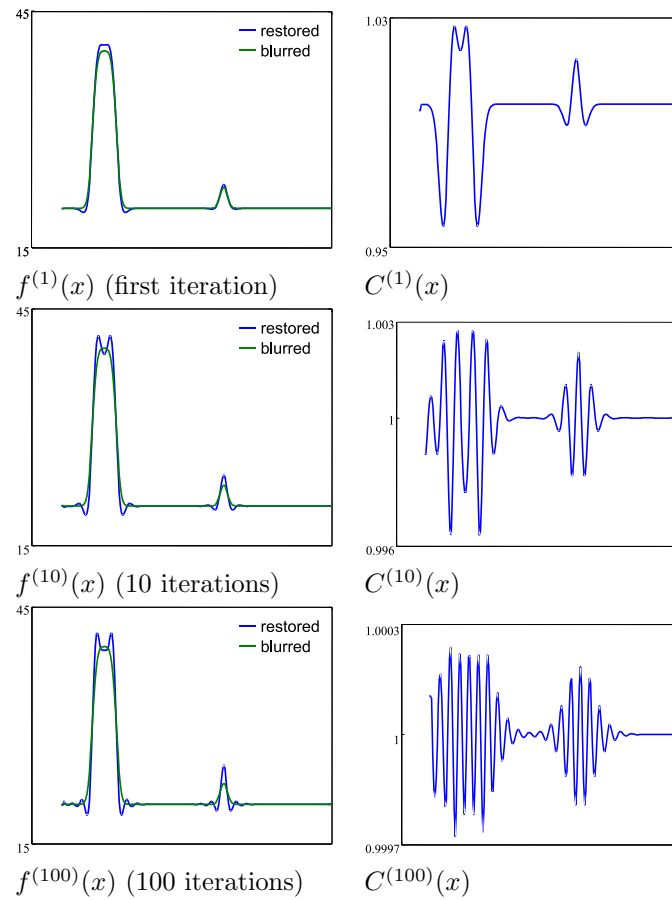 45
restored
blurred
15
1.03
0.95
f^{(1)}(x) (first iteration)
C^{(1)}(x)
45
restored
blurred
15
1.003
1
0.996
f^{(10)}(x) (10 iterations)
C^{(10)}(x)
45
restored
blurred
15
1.0003
1
0.9997
f^{(100)}(x) (100 iterations)
C^{(100)}(x)